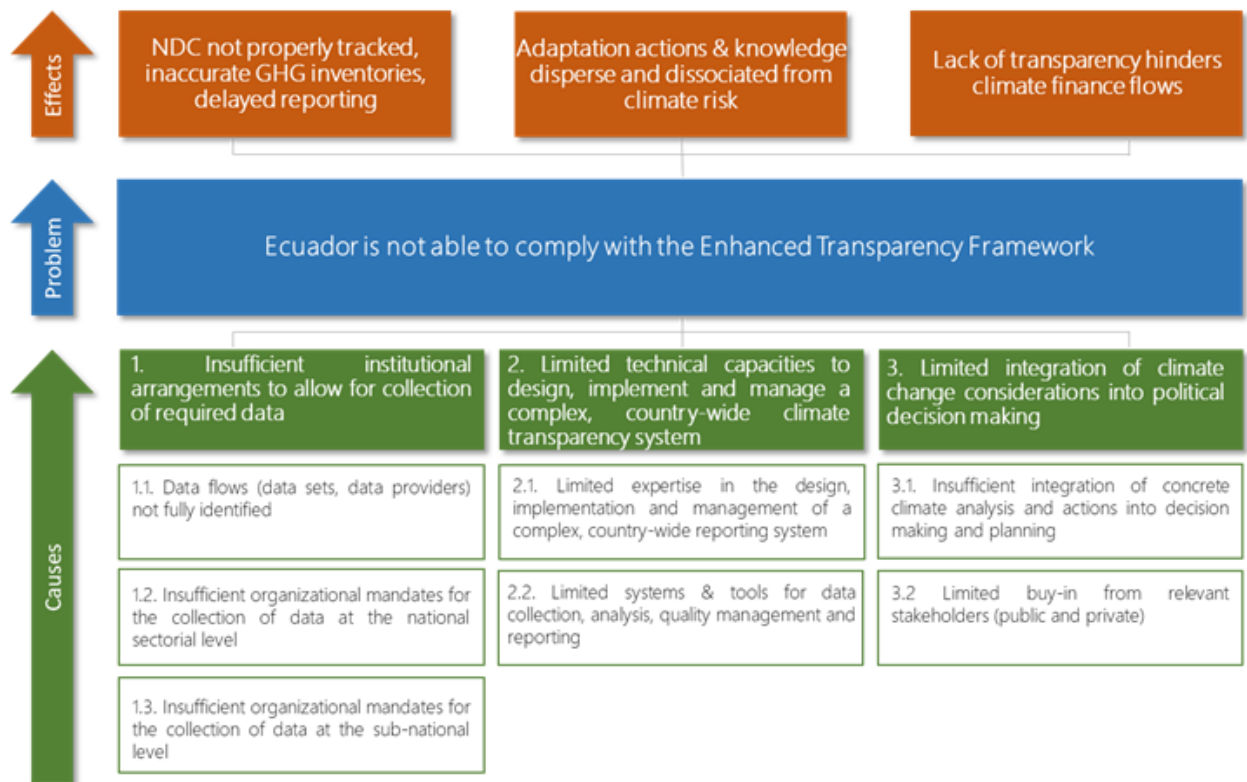 Effects
NDC not properly tracked,
inaccurate GHG inventories,
delayed reporting
Adaptation actions & knowledge
disperse and dissociated from
climate risk
Lack of transparency hinders
climate finance flows
Problem
Ecuador is not able to comply with the Enhanced Transparency Framework
Causes
1. Insufficient institutional
arrangements to allow for collection
of required data
1.1. Data flows (data sets, data providers)
not fully identified
1.2. Insufficient organizational mandates for
the collection of data at the national
sectorial level
1.3. Insufficient organizational mandates for
the collection of data at the sub-national
level
2. Limited technical capacities to
design, implement and manage a
complex, country-wide climate
transparency system
2.1. Limited expertise in the design,
implementation and management of a
complex, country-wide reporting system
2.2. Limited systems & tools for data
collection, analysis, quality management and
reporting
3. Limited integration of climate
change considerations into political
decision making
3.1. Insufficient integration of concrete
climate analysis and actions into decision
making and planning
3.2 Limited buy-in from relevant
stakeholders (public and private)